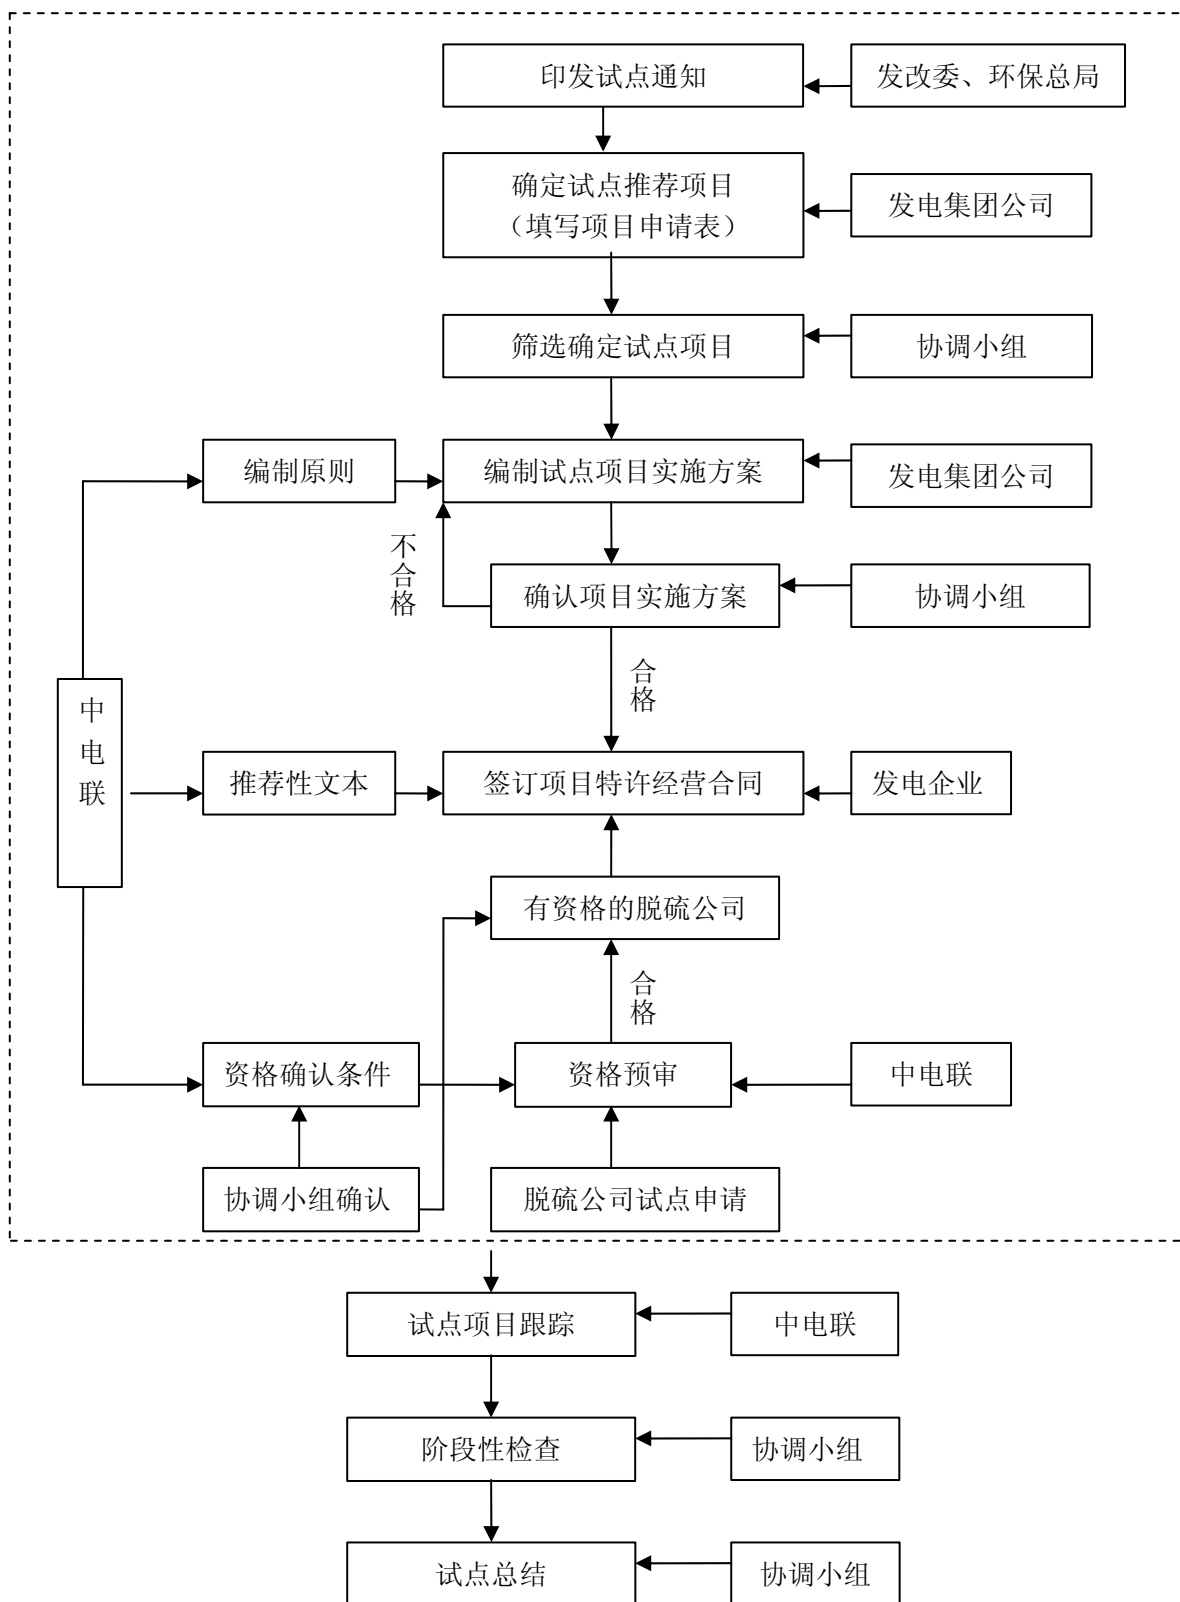 印发试点通知
发改委、环保总局
确定试点推荐项目
（填写项目申请表）
发电集团公司
筛选确定试点项目
协调小组
编制原则
编制试点项目实施方案
发电集团公司
不合格
确认项目实施方案
协调小组
合格
中电联
推荐性文本
签订项目特许经营合同
发电企业
有资格的脱硫公司
合格
资格确认条件
资格预审
中电联
协调小组确认
脱硫公司试点申请
试点项目跟踪
中电联
阶段性检查
协调小组
试点总结
协调小组